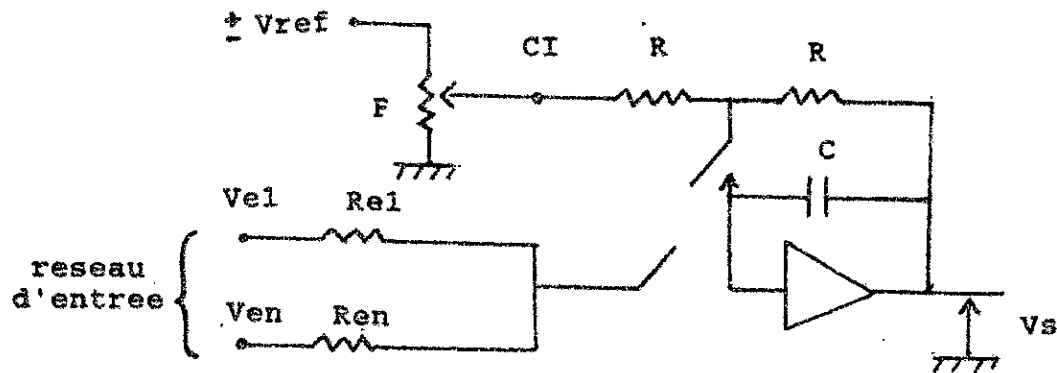 ± Vref
CI
R
R
F
C
Ve1
Re1
reseau
d'entree
Ven
Ren
Vs